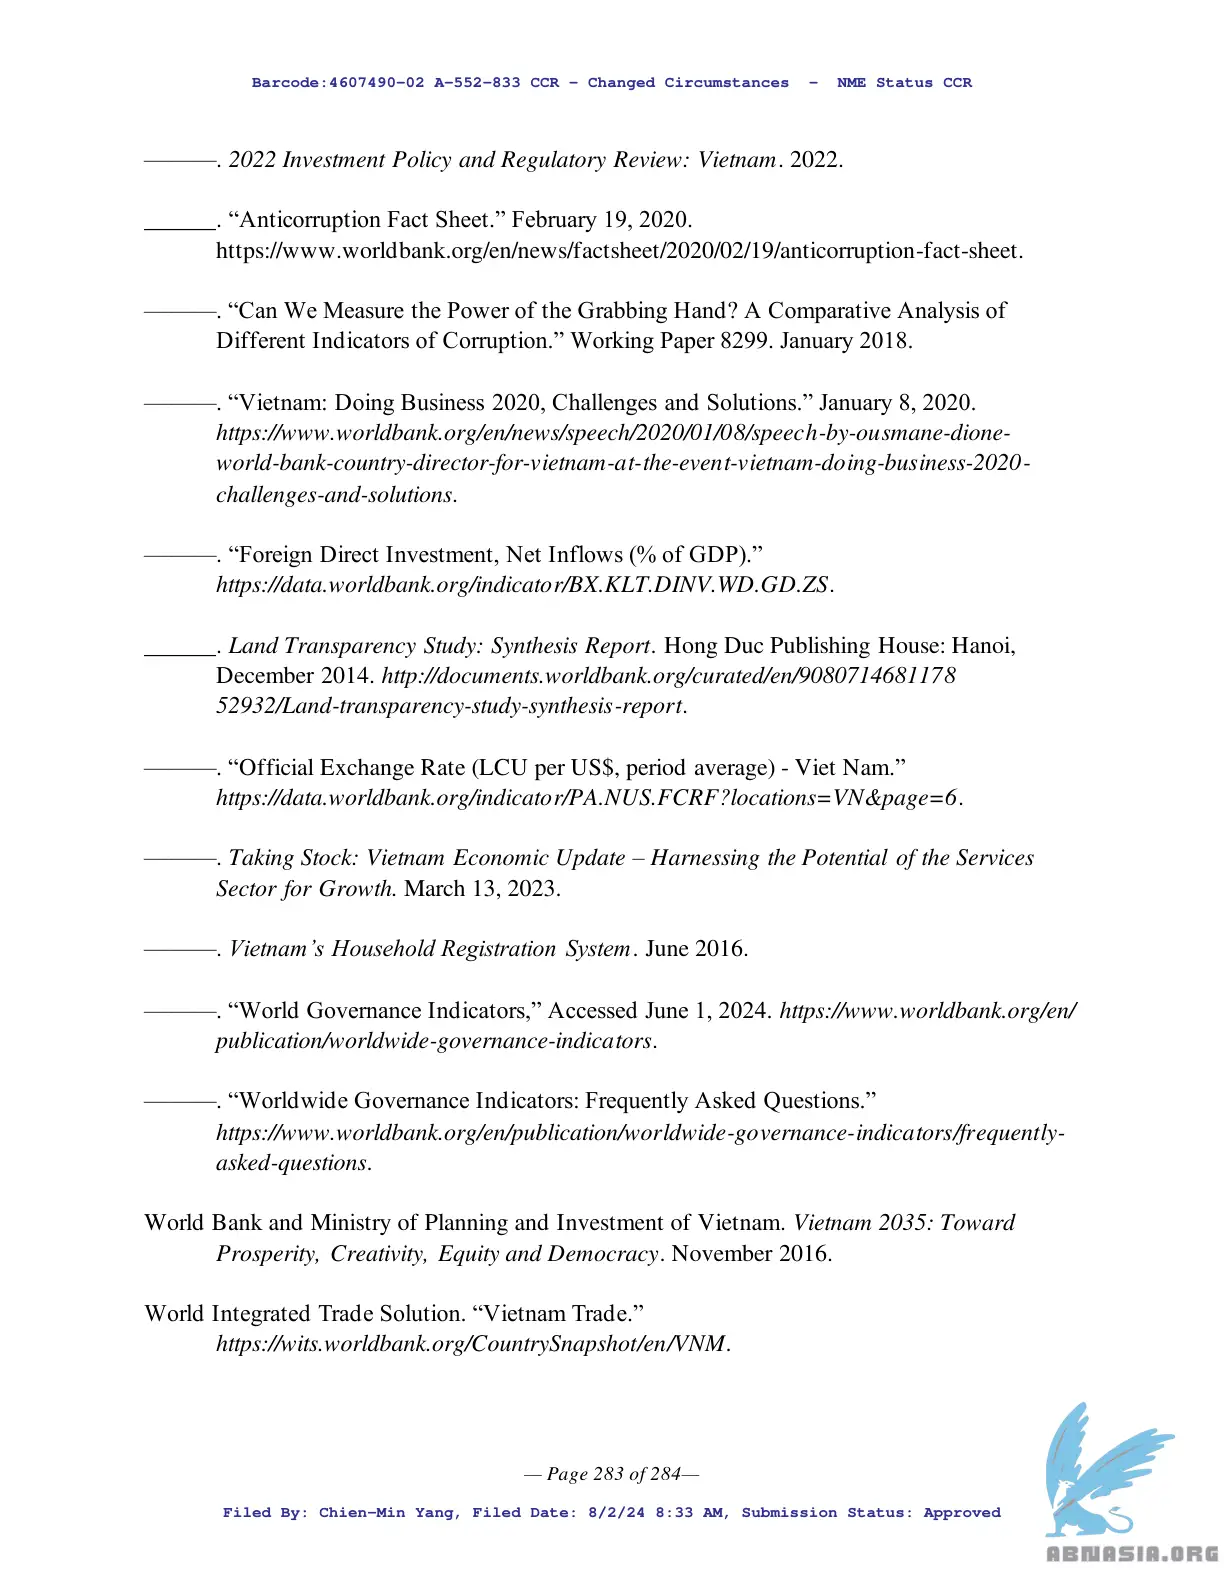 Barcode:4607490-02 A-552-833 CCR - Changed Circumstances  -  NME Status CCR
———. 2022 Investment Policy and Regulatory Review: Vietnam. 2022.
______. “Anticorruption Fact Sheet.” February 19, 2020.
https://www.worldbank.org/en/news/factsheet/2020/02/19/anticorruption-fact-sheet.
———. “Can We Measure the Power of the Grabbing Hand? A Comparative Analysis of
Different Indicators of Corruption.” Working Paper 8299. January 2018.
———. “Vietnam: Doing Business 2020, Challenges and Solutions.” January 8, 2020.
https://www.worldbank.org/en/news/speech/2020/01/08/speech-by-ousmane-dione-
world-bank-country-director-for-vietnam-at-the-event-vietnam-doing-business-2020-
challenges-and-solutions.
———. “Foreign Direct Investment, Net Inflows (% of GDP).”
https://data.worldbank.org/indicator/BX.KLT.DINV.WD.GD.ZS.
______. Land Transparency Study: Synthesis Report. Hong Duc Publishing House: Hanoi,
December 2014. http://documents.worldbank.org/curated/en/9080714681178
52932/Land-transparency-study-synthesis-report.
———. “Official Exchange Rate (LCU per US$, period average) - Viet Nam.”
https://data.worldbank.org/indicator/PA.NUS.FCRF?locations=VN&page=6.
———. Taking Stock: Vietnam Economic Update – Harnessing the Potential of the Services
Sector for Growth. March 13, 2023.
———. Vietnam’s Household Registration System. June 2016.
———. “World Governance Indicators,” Accessed June 1, 2024. https://www.worldbank.org/en/
publication/worldwide-governance-indicators.
———. “Worldwide Governance Indicators: Frequently Asked Questions.”
https://www.worldbank.org/en/publication/worldwide-governance-indicators/frequently-
asked-questions.
World Bank and Ministry of Planning and Investment of Vietnam. Vietnam 2035: Toward
Prosperity, Creativity, Equity and Democracy. November 2016.
World Integrated Trade Solution. “Vietnam Trade.”
https://wits.worldbank.org/CountrySnapshot/en/VNM.
— Page 283 of 284—
Filed By: Chien-Min Yang, Filed Date: 8/2/24 8:33 AM, Submission Status: Approved
ABNASIA.ORG